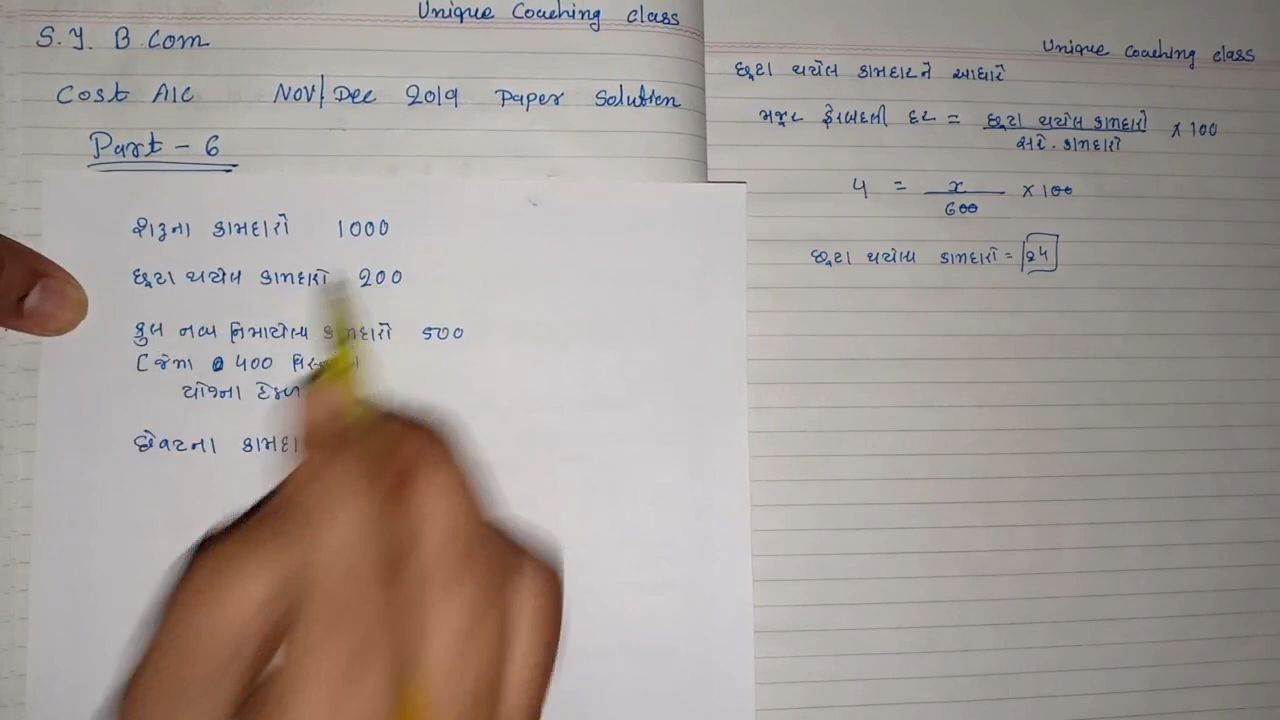 Unique Coaching class
S. Y. B com
Cost A/C Nov/Dec 2019 Paper Solution
Part - 6
શરૂના કામદારો 1000
છૂટા થયેલ કામદારો 200
કુલ નવા નિમાયેલા કામદારો 500
[જેમા 400
યોજના હેઠળ
છેવટના
Unique Coaching class
છૂટા થયેલ કામદારને આધારે
મજૂર ફેરબદલી દર = છૂટા થયેલ કામદારો × 100
સરે. કામદારો
4 = x × 100
600
છૂટા થયેલા કામદારો = 24